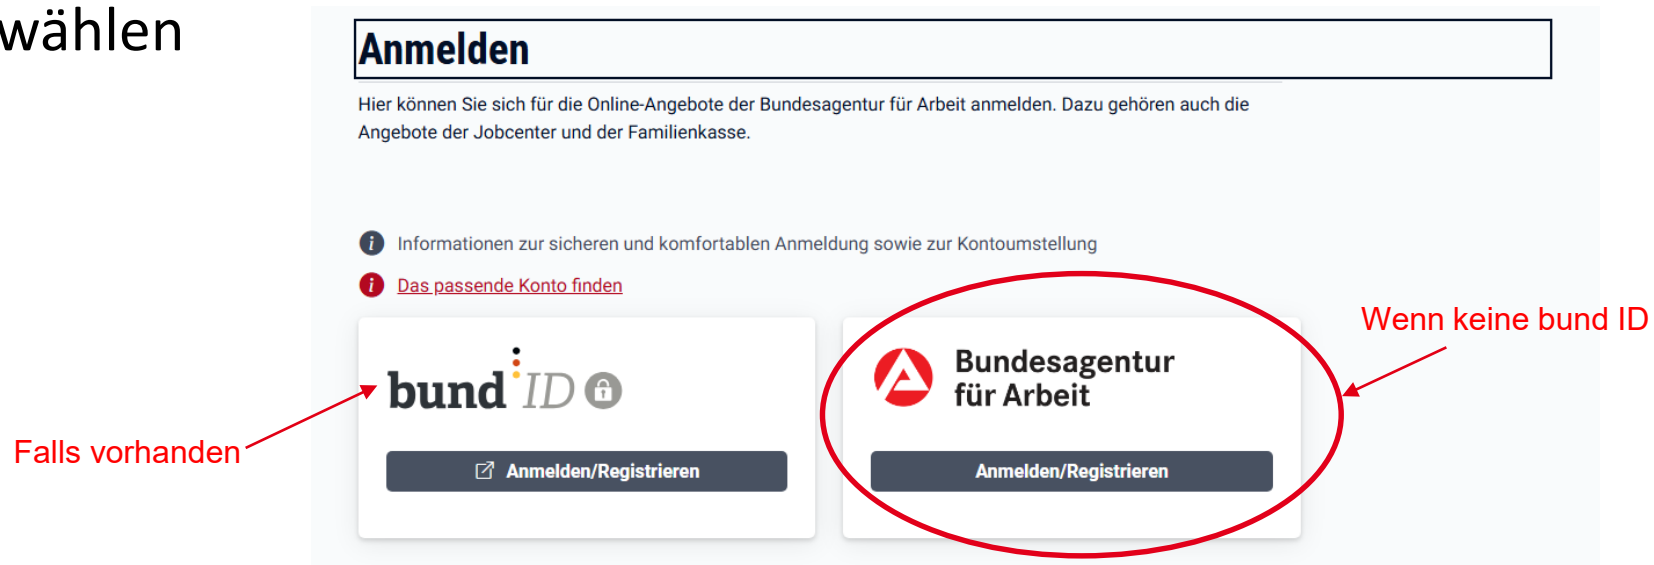 wählen
Anmelden
Hier können Sie sich für die Online-Angebote der Bundesagentur für Arbeit anmelden. Dazu gehören auch die
Angebote der Jobcenter und der Familienkasse.
Informationen zur sicheren und komfortablen Anmeldung sowie zur Kontoumstellung
Das passende Konto finden
Wenn keine bund ID
bund ID
Falls vorhanden
Anmelden/Registrieren
Bundesagentur
für Arbeit
Anmelden/Registrieren